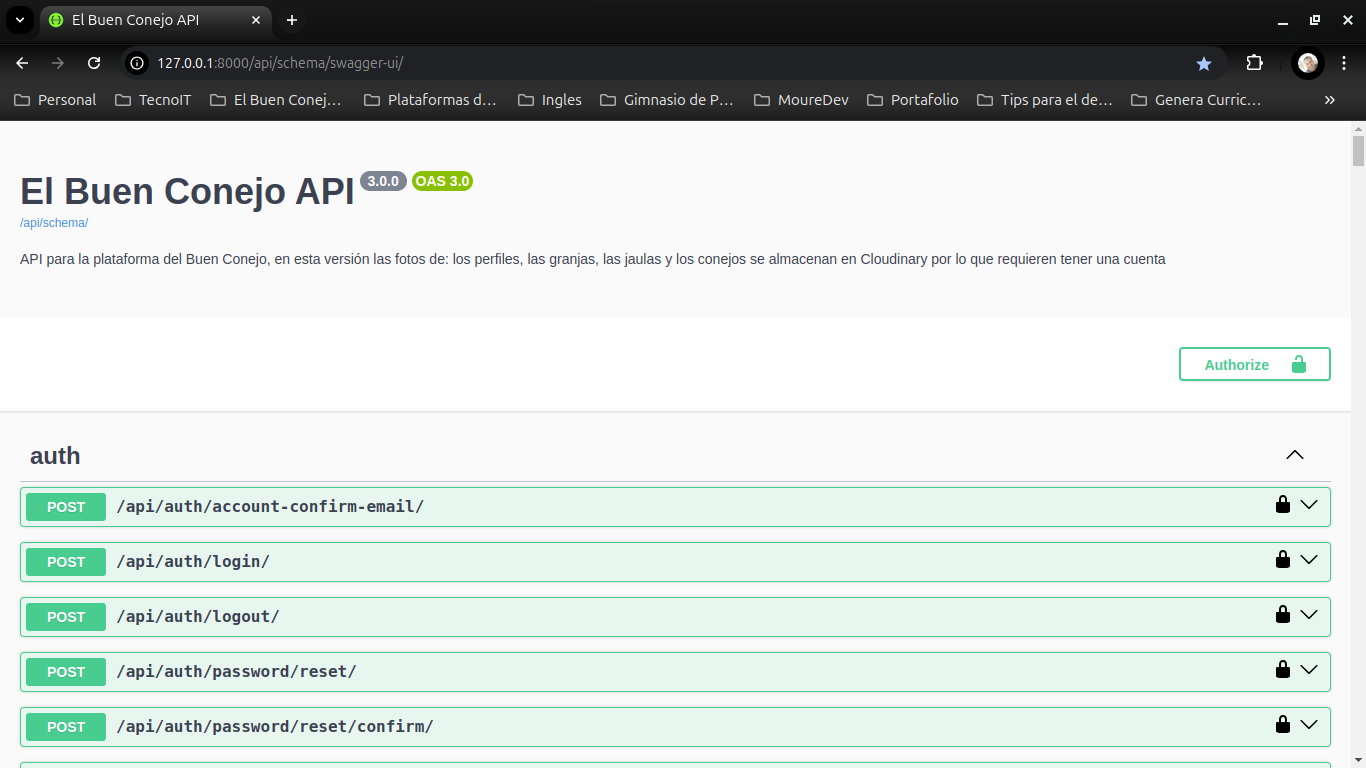 El Buen Conejo API
127.0.0.1:8000/api/schema/swagger-ui/
Personal TecnoIT El Buen Conej... Plataformas d... Ingles Gimnasio de P... MoureDev Portafolio Tips para el de... Genera Curric... »
El Buen Conejo API 3.0.0 OAS 3.0
/api/schema/
API para la plataforma del Buen Conejo, en esta versión las fotos de: los perfiles, las granjas, las jaulas y los conejos se almacenan en Cloudinary por lo que requieren tener una cuenta
Authorize
auth
POST /api/auth/account-confirm-email/
POST /api/auth/login/
POST /api/auth/logout/
POST /api/auth/password/reset/
POST /api/auth/password/reset/confirm/